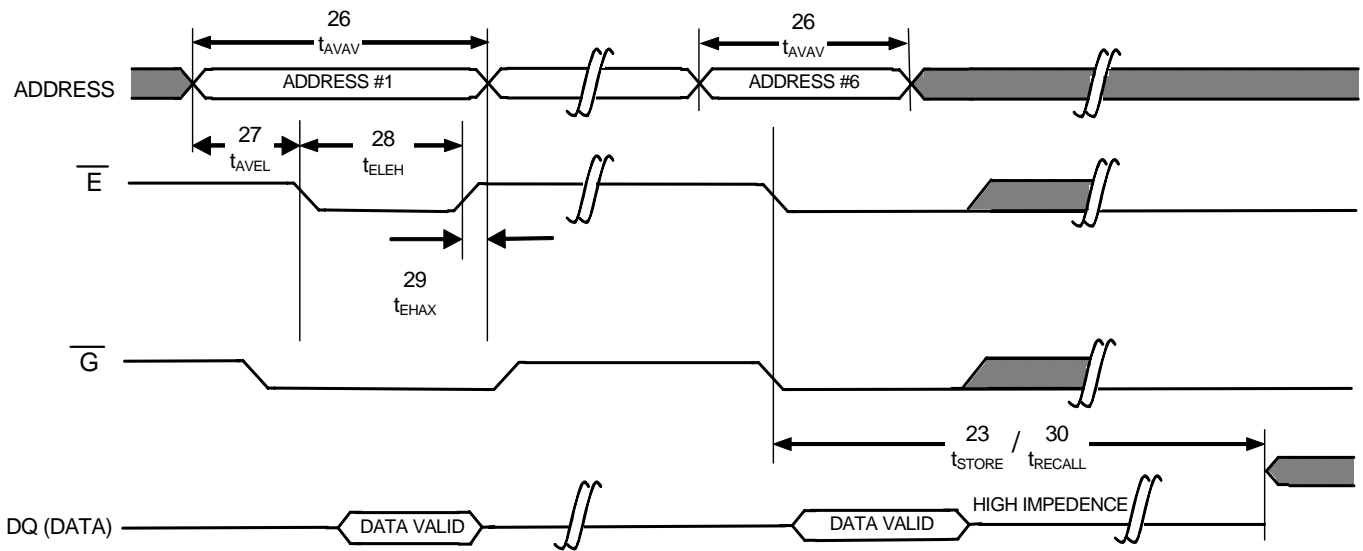 26
tAVAV
26
tAVAV
ADDRESS
ADDRESS #1
ADDRESS #6
27
tAVEL
28
tELEH
E
29
tEHAX
G
23 / 30
tSTORE tRECALL
HIGH IMPEDENCE
DQ (DATA)
DATA VALID
DATA VALID